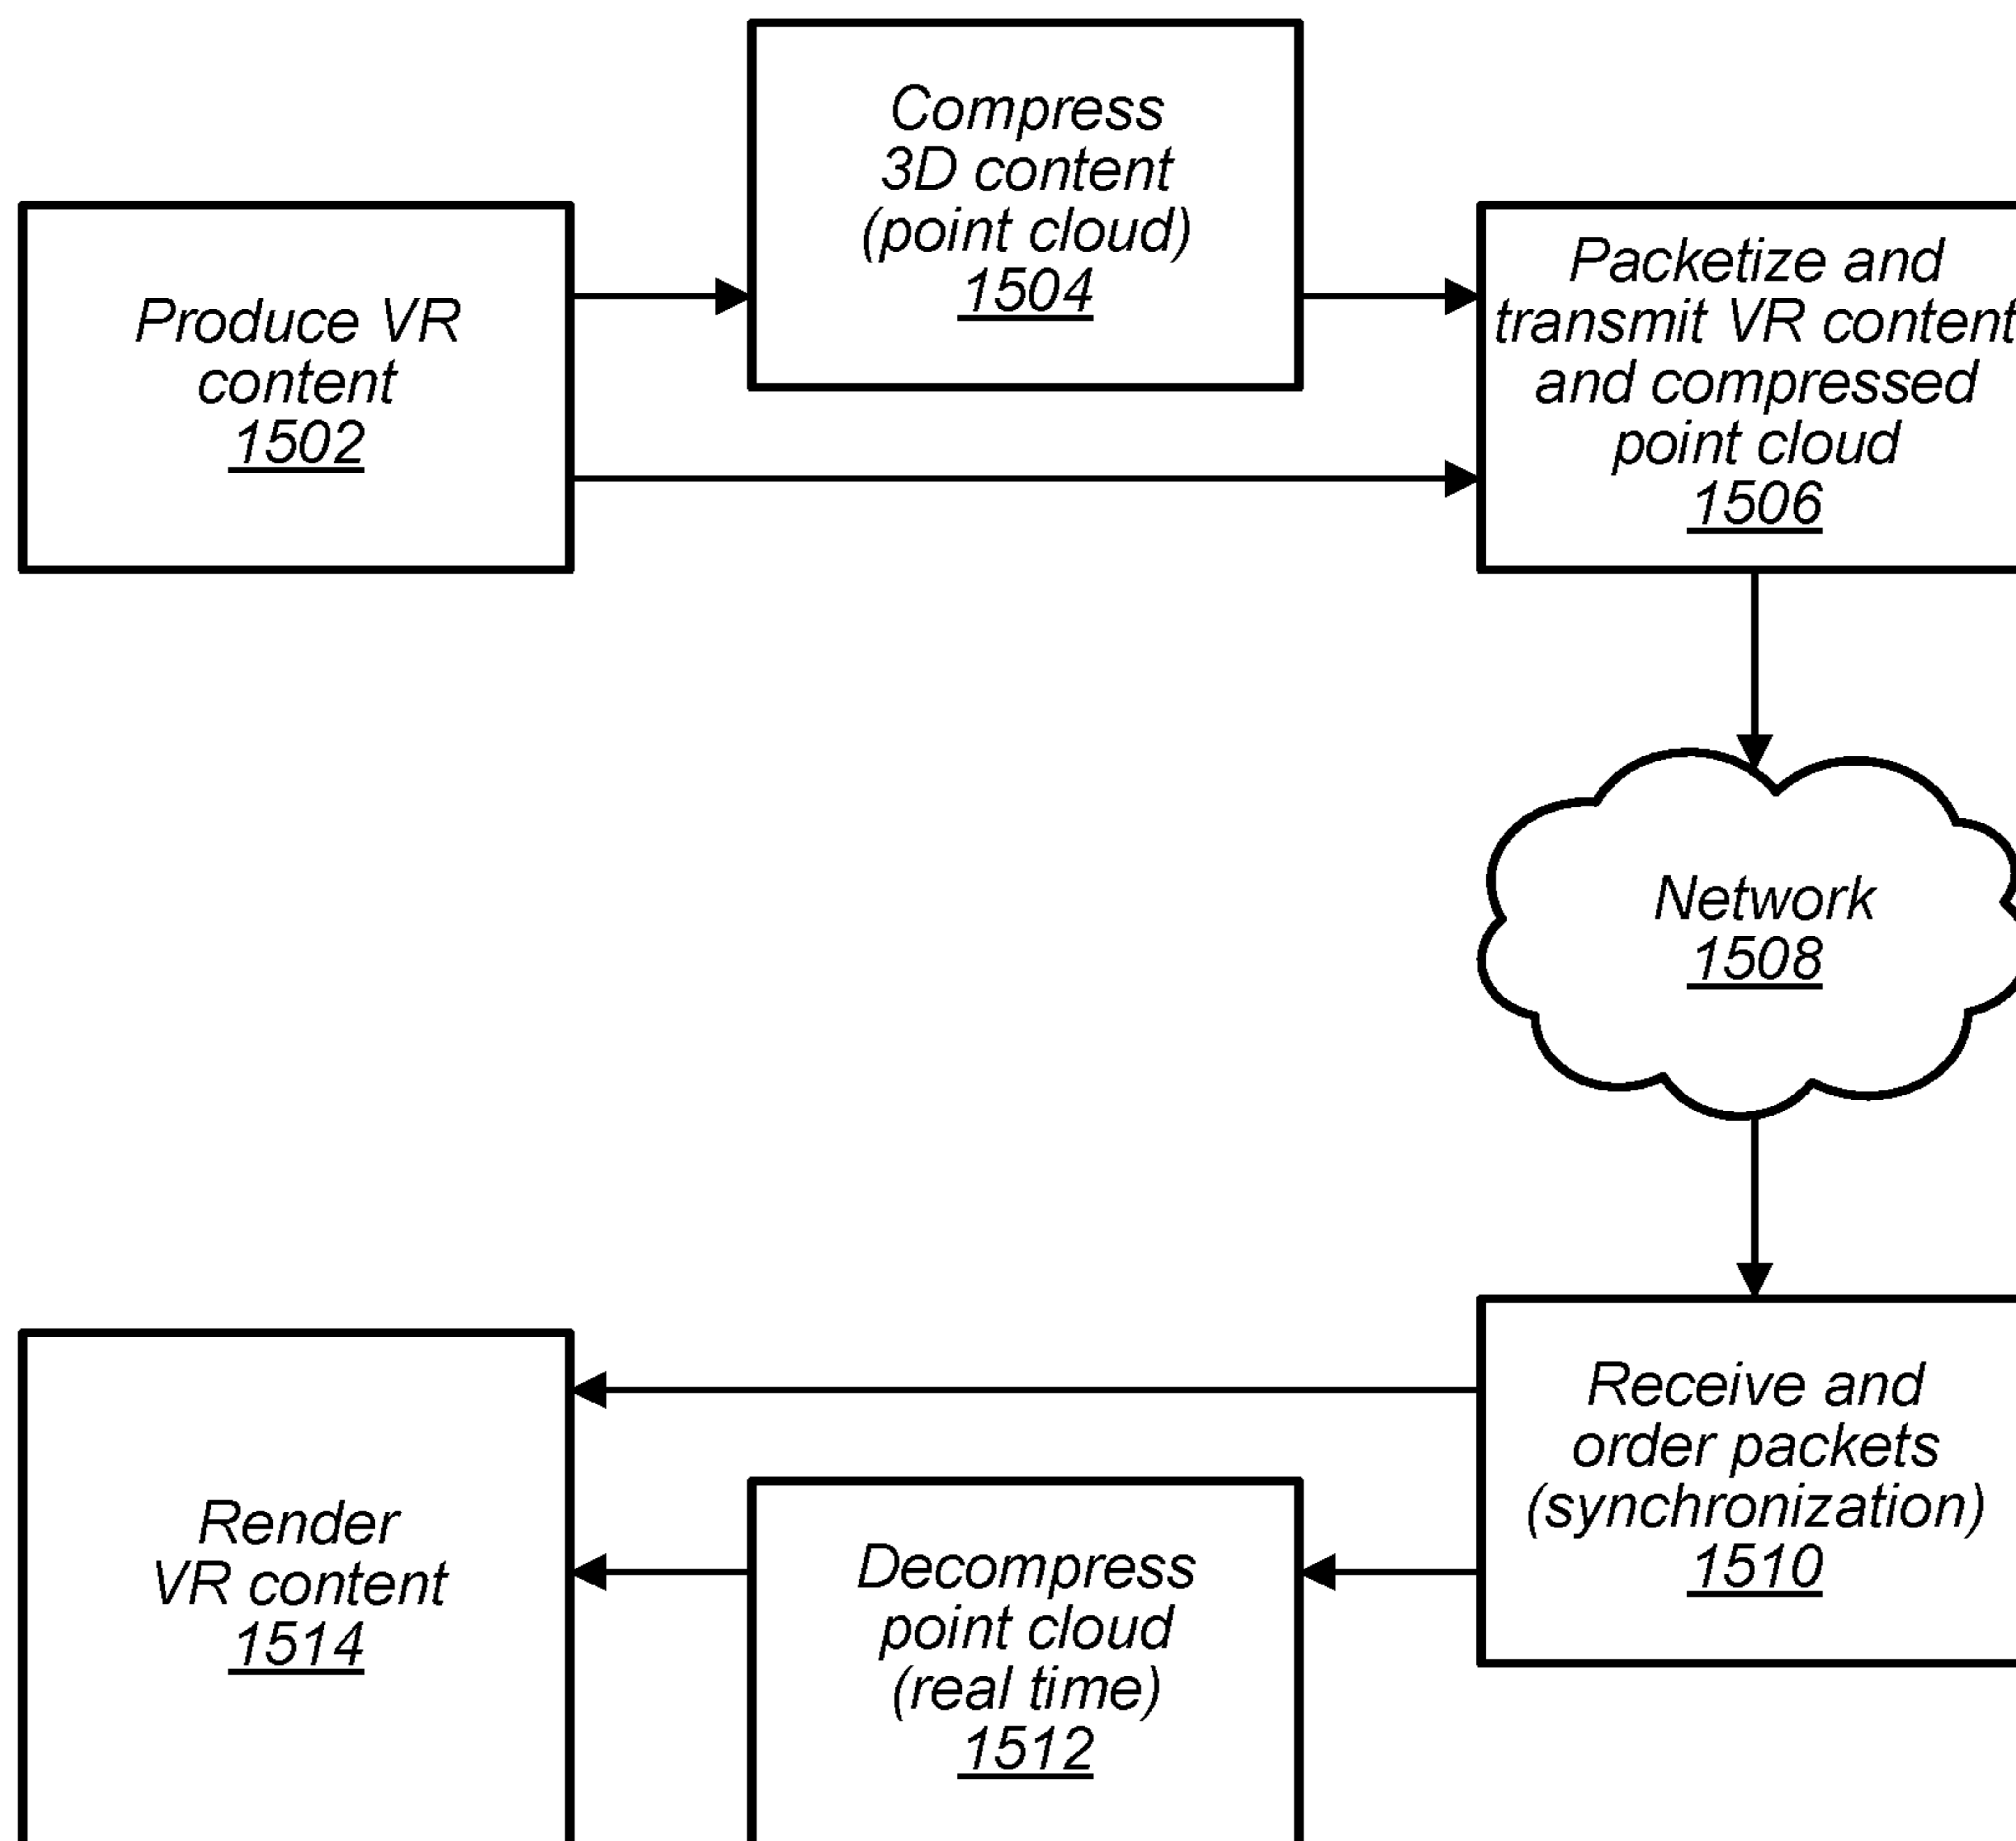 Compress
3D content
(point cloud)
1504
Produce VR
content
1502
Packetize and
transmit VR content
and compressed
point cloud
1506
Network
1508
Receive and
order packets
(synchronization)
1510
Render
VR content
1514
Decompress
point cloud
(real time)
1512